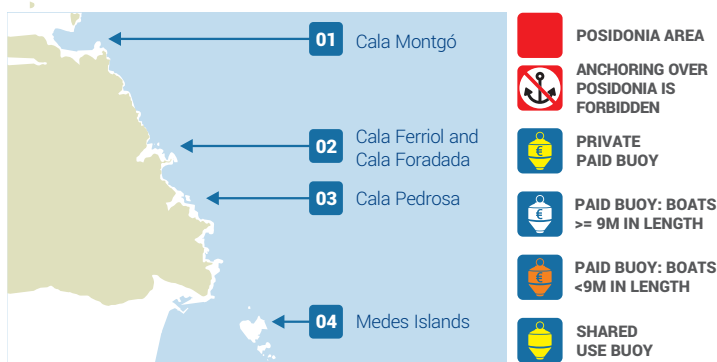 01 Cala Montgó
02 Cala Ferriol and
Cala Foradada
03 Cala Pedrosa
04 Medes Islands
POSIDONIA AREA
ANCHORING OVER
POSIDONIA IS
FORBIDDEN
€
PRIVATE
PAID BUOY
€
PAID BUOY: BOATS
>= 9M IN LENGTH
€
PAID BUOY: BOATS
<9M IN LENGTH
SHARED
USE BUOY